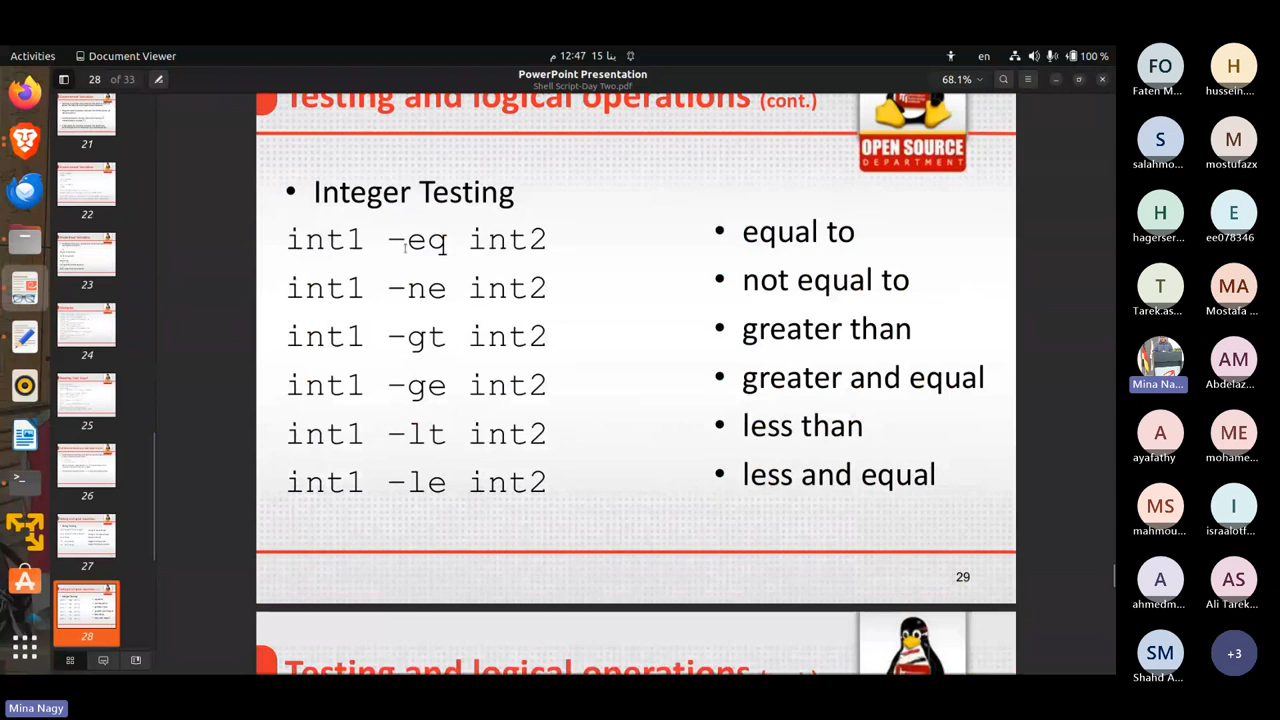 Activities
Document Viewer
12:47 م
15 ينا
en
100 %
28 of 33
PowerPoint Presentation
Shell Script-Day Two.pdf
68.1%
21
22
23
24
25
26
27
28
Testing and logical operations (cont.)
OPEN SOURCE
DEPARTMENT
• Integer Testing
int1 -eq int2
• equal to
int1 -ne int2
• not equal to
int1 -gt int2
• greater than
int1 -ge int2
• greater and equal
int1 -lt int2
• less than
int1 -le int2
• less and equal
29
Testing and logical operations
FO
Faten M...
H
hussein...
S
salahmo...
M
mostufazx
H
hagerser...
E
ee078346
T
Tarek.as...
MA
Mostafa ...
Mina Na...
AM
Abdelaz...
A
ayafathy
ME
mohame...
MS
mahmou...
I
israalotf...
A
ahmedm...
AS
Ali Tarek...
SM
Shahd A...
+3
Mina Nagy